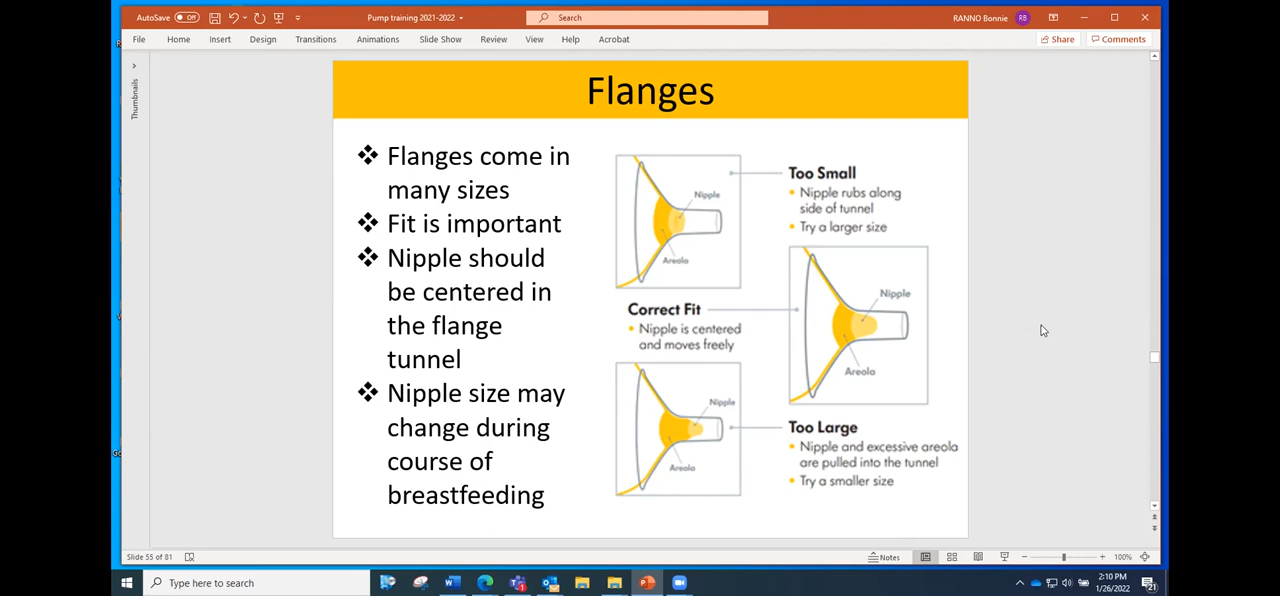 AutoSave Off
Pump training 2021-2022
Search
RANNO Bonnie
RB
File Home Insert Design Transitions Animations Slide Show Review View Help Acrobat
Share
Comments
Thumbnails
Flanges
Flanges come in
many sizes
Fit is important
Nipple should
be centered in
the flange
tunnel
Nipple size may
change during
course of
breastfeeding
Nipple
Areola
Too Small
Nipple rubs along
side of tunnel
Try a larger size
Correct Fit
Nipple is centered
and moves freely
Nipple
Areola
Nipple
Areola
Too Large
Nipple and excessive areola
are pulled into the tunnel
Try a smaller size
Slide 55 of 81
Notes
100%
Type here to search
2:10 PM
1/26/2022
21